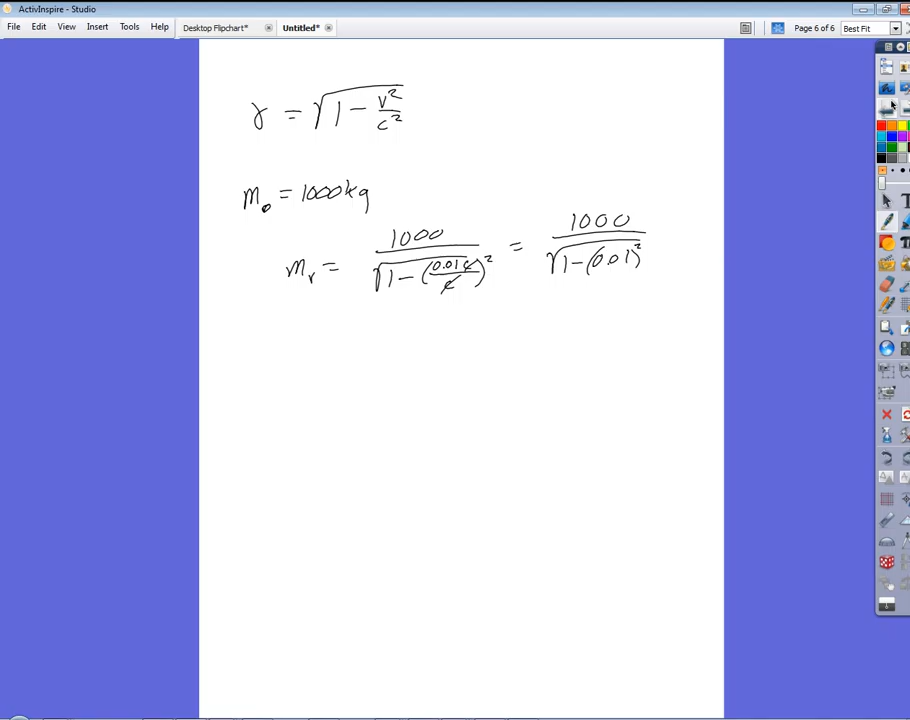 ActivInspire - Studio
File Edit View Insert Tools Help Desktop Flipchart* Untitled* Page 6 of 6 Best Fit
γ = √(1 − v²/c²)
m₀ = 1000kg
mᵣ = 1000/√(1 − (0.01c/c)²) = 1000/√(1−(0.01)²)